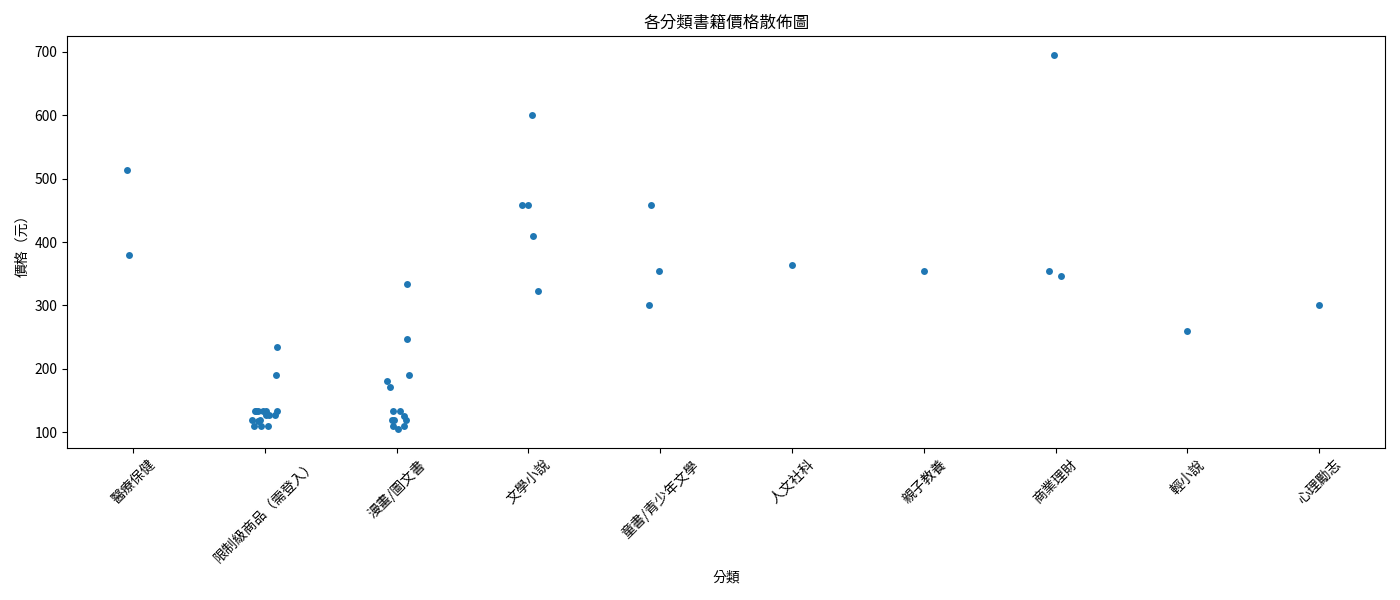 各分類書籍價格散佈圖
價格（元）
700
600
500
400
300
200
100
醫療保健
限制級商品（需登入）
漫畫/圖文書
文學小說
童書/青少年文學
人文社科
親子教養
商業理財
輕小說
心理勵志
分類